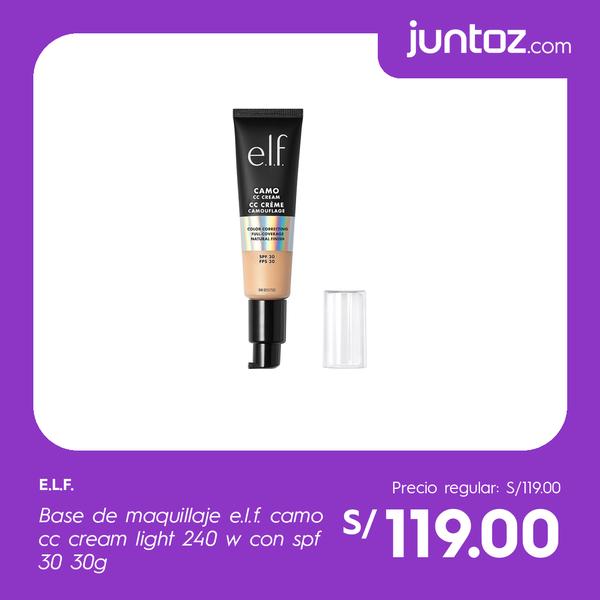 juntoz.com
e.l.f.
CAMO
CC CREAM
CC CRÈME
CAMOUFLAGE
COLOR CORRECTING
FULL-COVERAGE
NATURAL FINISH
SPF 30
FPS 30
E.L.F.
Precio regular: S/119.00
Base de maquillaje e.l.f. camo
cc cream light 240 w con spf
30 30g
S/119.00